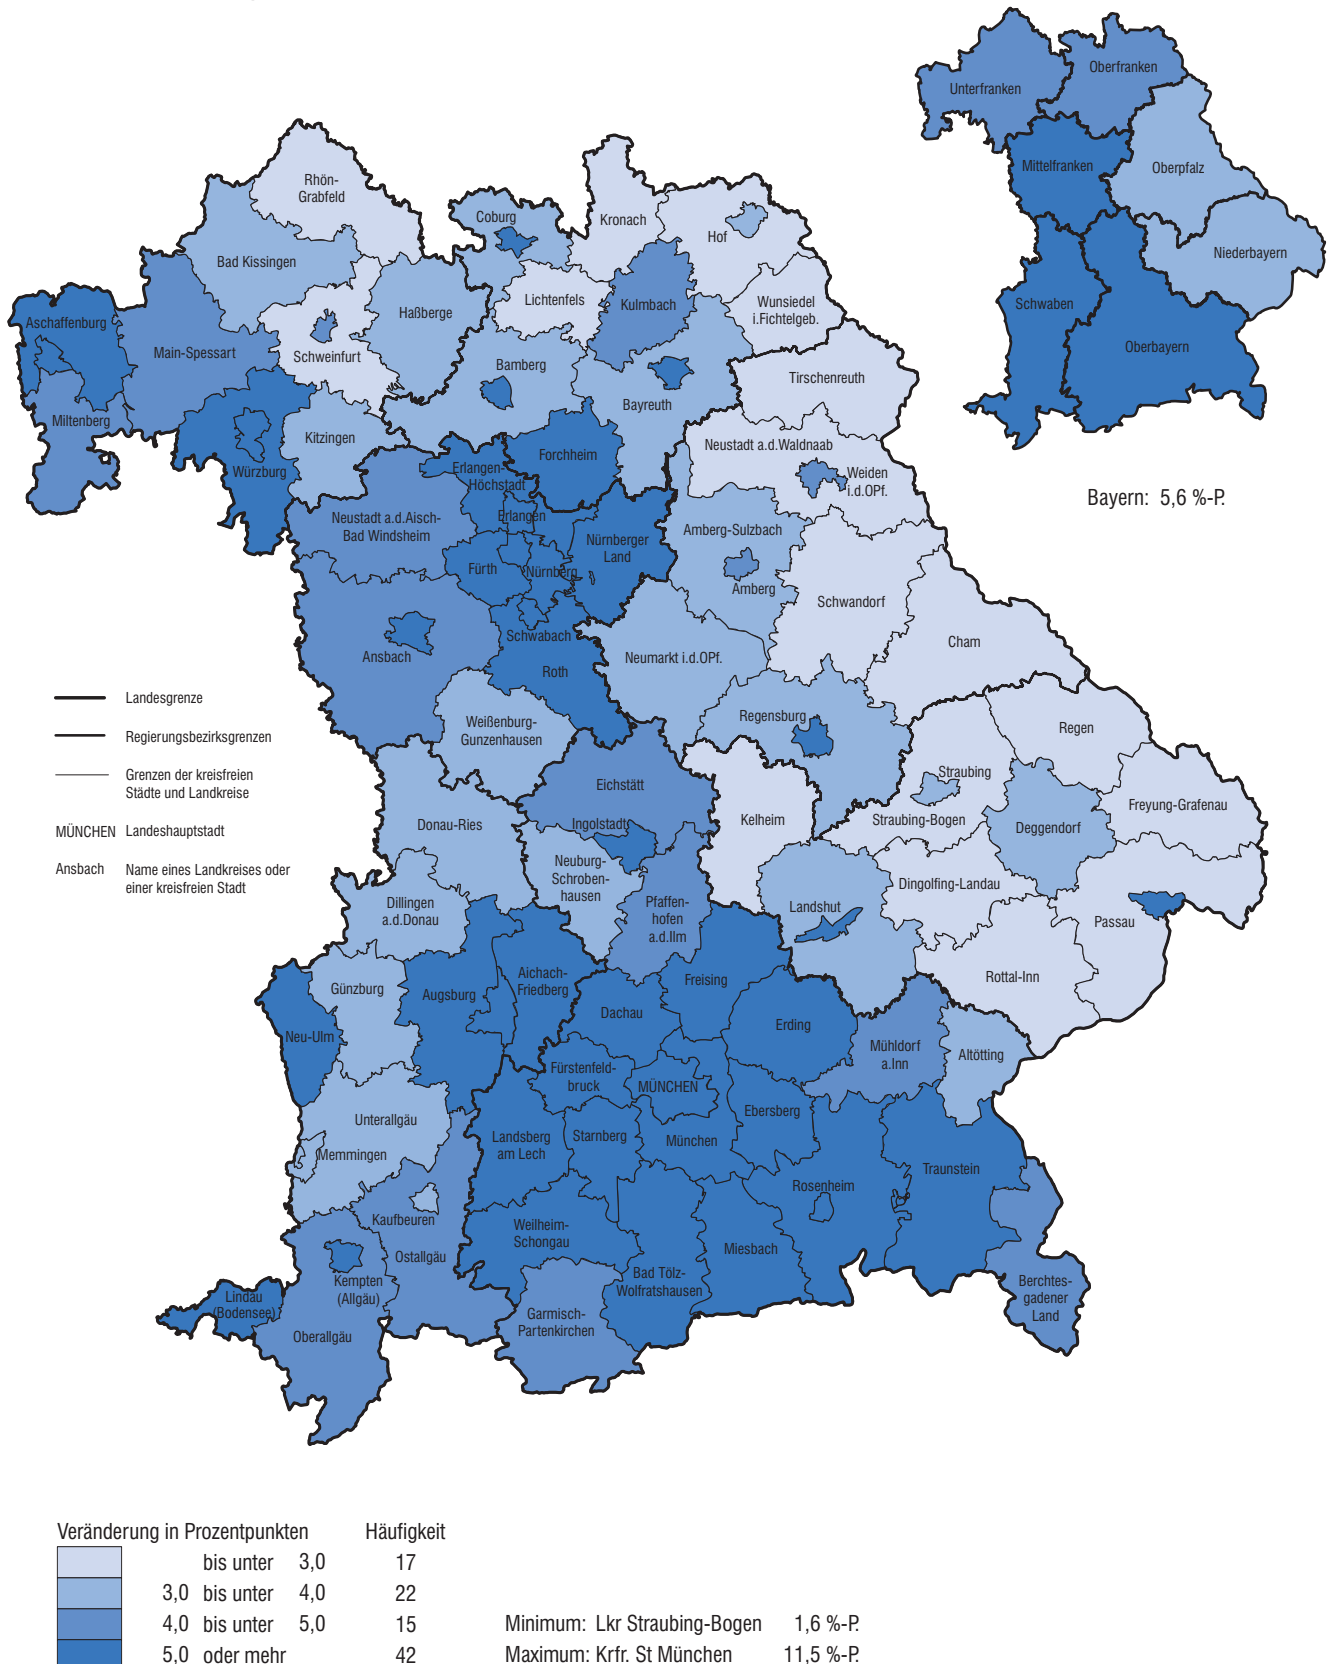 Unterfranken
Oberfranken
Mittelfranken
Oberpfalz
Niederbayern
Schwaben
Oberbayern
Bayern: 5,6 %-P.
Rhön-
Grabfeld
Coburg
Kronach
Hof
Bad Kissingen
Lichtenfels
Kulmbach
Wunsiedel
i.Fichtelgeb.
Haßberge
Aschaffenburg
Main-Spessart
Schweinfurt
Bamberg
Tirschenreuth
Bayreuth
Miltenberg
Kitzingen
Würzburg
Forchheim
Neustadt a.d.Waldnaab
Weiden
i.d.OPf.
Erlangen-
Höchstadt
Erlangen
Neustadt a.d.Aisch-
Bad Windsheim
Nürnberger
Land
Amberg-Sulzbach
Fürth
Nürnberg
Amberg
Schwandorf
Schwabach
Cham
Ansbach
Roth
Neumarkt i.d.OPf.
Weißenburg-
Gunzenhausen
Regensburg
Regen
Landesgrenze
Regierungsbezirksgrenzen
Grenzen der kreisfreien
Städte und Landkreise
MÜNCHEN Landeshauptstadt
Ansbach Name eines Landkreises oder
einer kreisfreien Stadt
Eichstätt
Straubing
Freyung-Grafenau
Donau-Ries
Ingolstadt
Kelheim
Straubing-Bogen
Deggendorf
Neuburg-
Schroben-
hausen
Dingolfing-Landau
Dillingen
a.d.Donau
Pfaffen-
hofen
a.d.Ilm
Landshut
Passau
Günzburg
Augsburg
Aichach-
Friedberg
Freising
Rottal-Inn
Dachau
Erding
Neu-Ulm
Mühldorf
a.Inn
Altötting
Fürstenfeld-
bruck
MÜNCHEN
Ebersberg
Unterallgäu
Landsberg
am Lech
Starnberg
München
Memmingen
Traunstein
Rosenheim
Kaufbeuren
Weilheim-
Schongau
Ostallgäu
Miesbach
Kempten
(Allgäu)
Bad Tölz-
Wolfratshausen
Lindau
(Bodensee)
Berchtes-
gadener
Land
Oberallgäu
Garmisch-
Partenkirchen
Veränderung in Prozentpunkten Häufigkeit
bis unter 3,0 17
3,0 bis unter 4,0 22
4,0 bis unter 5,0 15 Minimum: Lkr Straubing-Bogen 1,6 %-P.
5,0 oder mehr 42 Maximum: Krfr. St München 11,5 %-P.